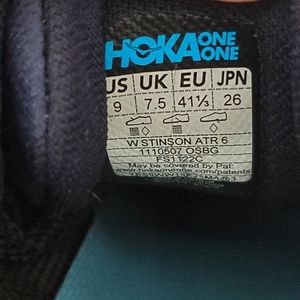 HOKA ONE ONE
US UK EU JPN
9 7.5 41⅓ 26
W STINSON ATR 6
1110507 OSBG
FS1122C
May be covered by Pat:
www.hokaoneone.com/patents